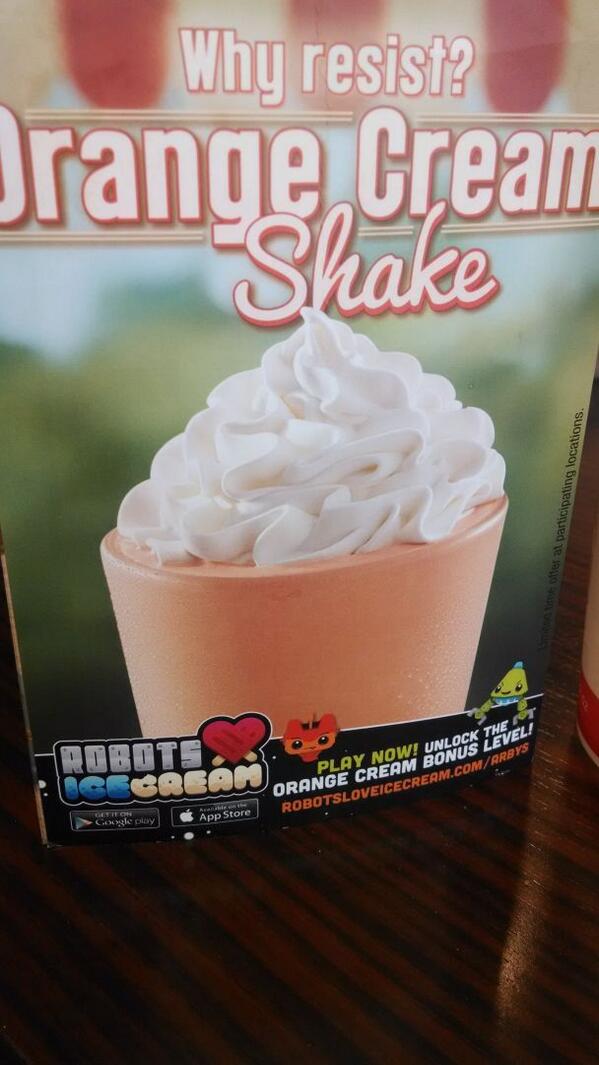 Why resist?
Orange Cream
Shake
Limited time offer at participating locations.
ROBOTS
ICE CREAM
PLAY NOW! UNLOCK THE
ORANGE CREAM BONUS LEVEL!
ROBOTSLOVEICECREAM.COM/ARBYS
GET IT ON
Google play
Available on the
App Store